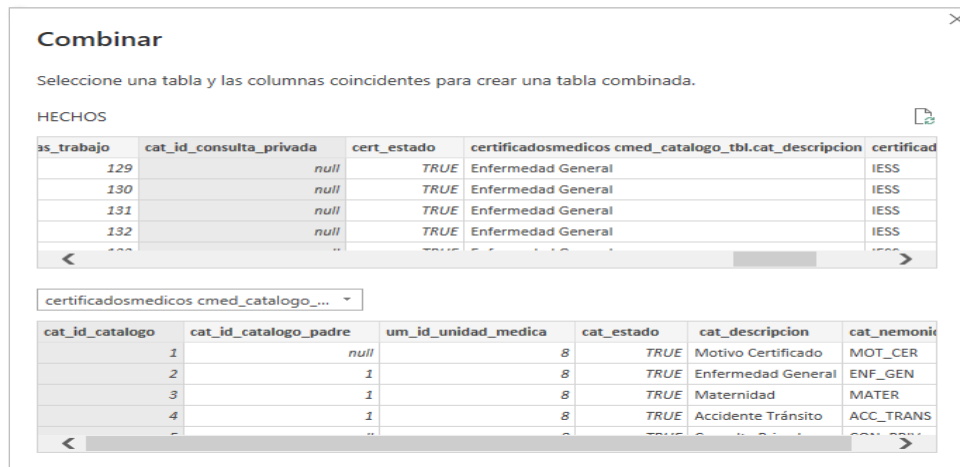 Combinar
Seleccione una tabla y las columnas coincidentes para crear una tabla combinada.
HECHOS
as_trabajo cat_id_consulta_privada cert_estado certificadosmedicos cmed_catalogo_tbl.cat_descripcion certificad
129 null TRUE Enfermedad General IESS
130 null TRUE Enfermedad General IESS
131 null TRUE Enfermedad General IESS
132 null TRUE Enfermedad General IESS
certificadosmedicos cmed_catalogo_...
cat_id_catalogo cat_id_catalogo_padre um_id_unidad_medica cat_estado cat_descripcion cat_nemoni
1 null 8 TRUE Motivo Certificado MOT_CER
2 1 8 TRUE Enfermedad General ENF_GEN
3 1 8 TRUE Maternidad MATER
4 1 8 TRUE Accidente Tránsito ACC_TRANS